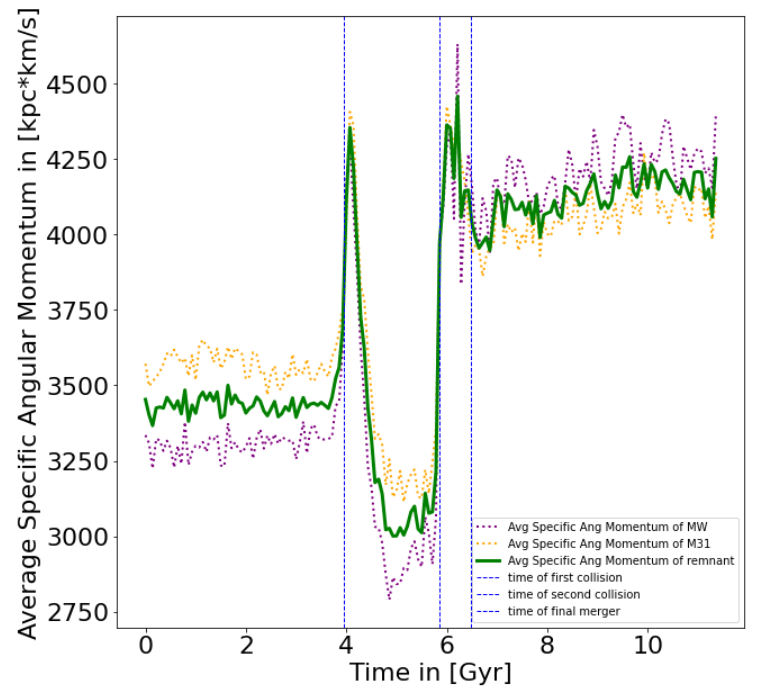 Average Specific Angular Momentum in [kpc*km/s]
4500
4250
4000
3750
3500
3250
3000
2750
Avg Specific Ang Momentum of MW
Avg Specific Ang Momentum of M31
Avg Specific Ang Momentum of remnant
time of first collision
time of second collision
time of final merger
0 2 4 6 8 10
Time in [Gyr]